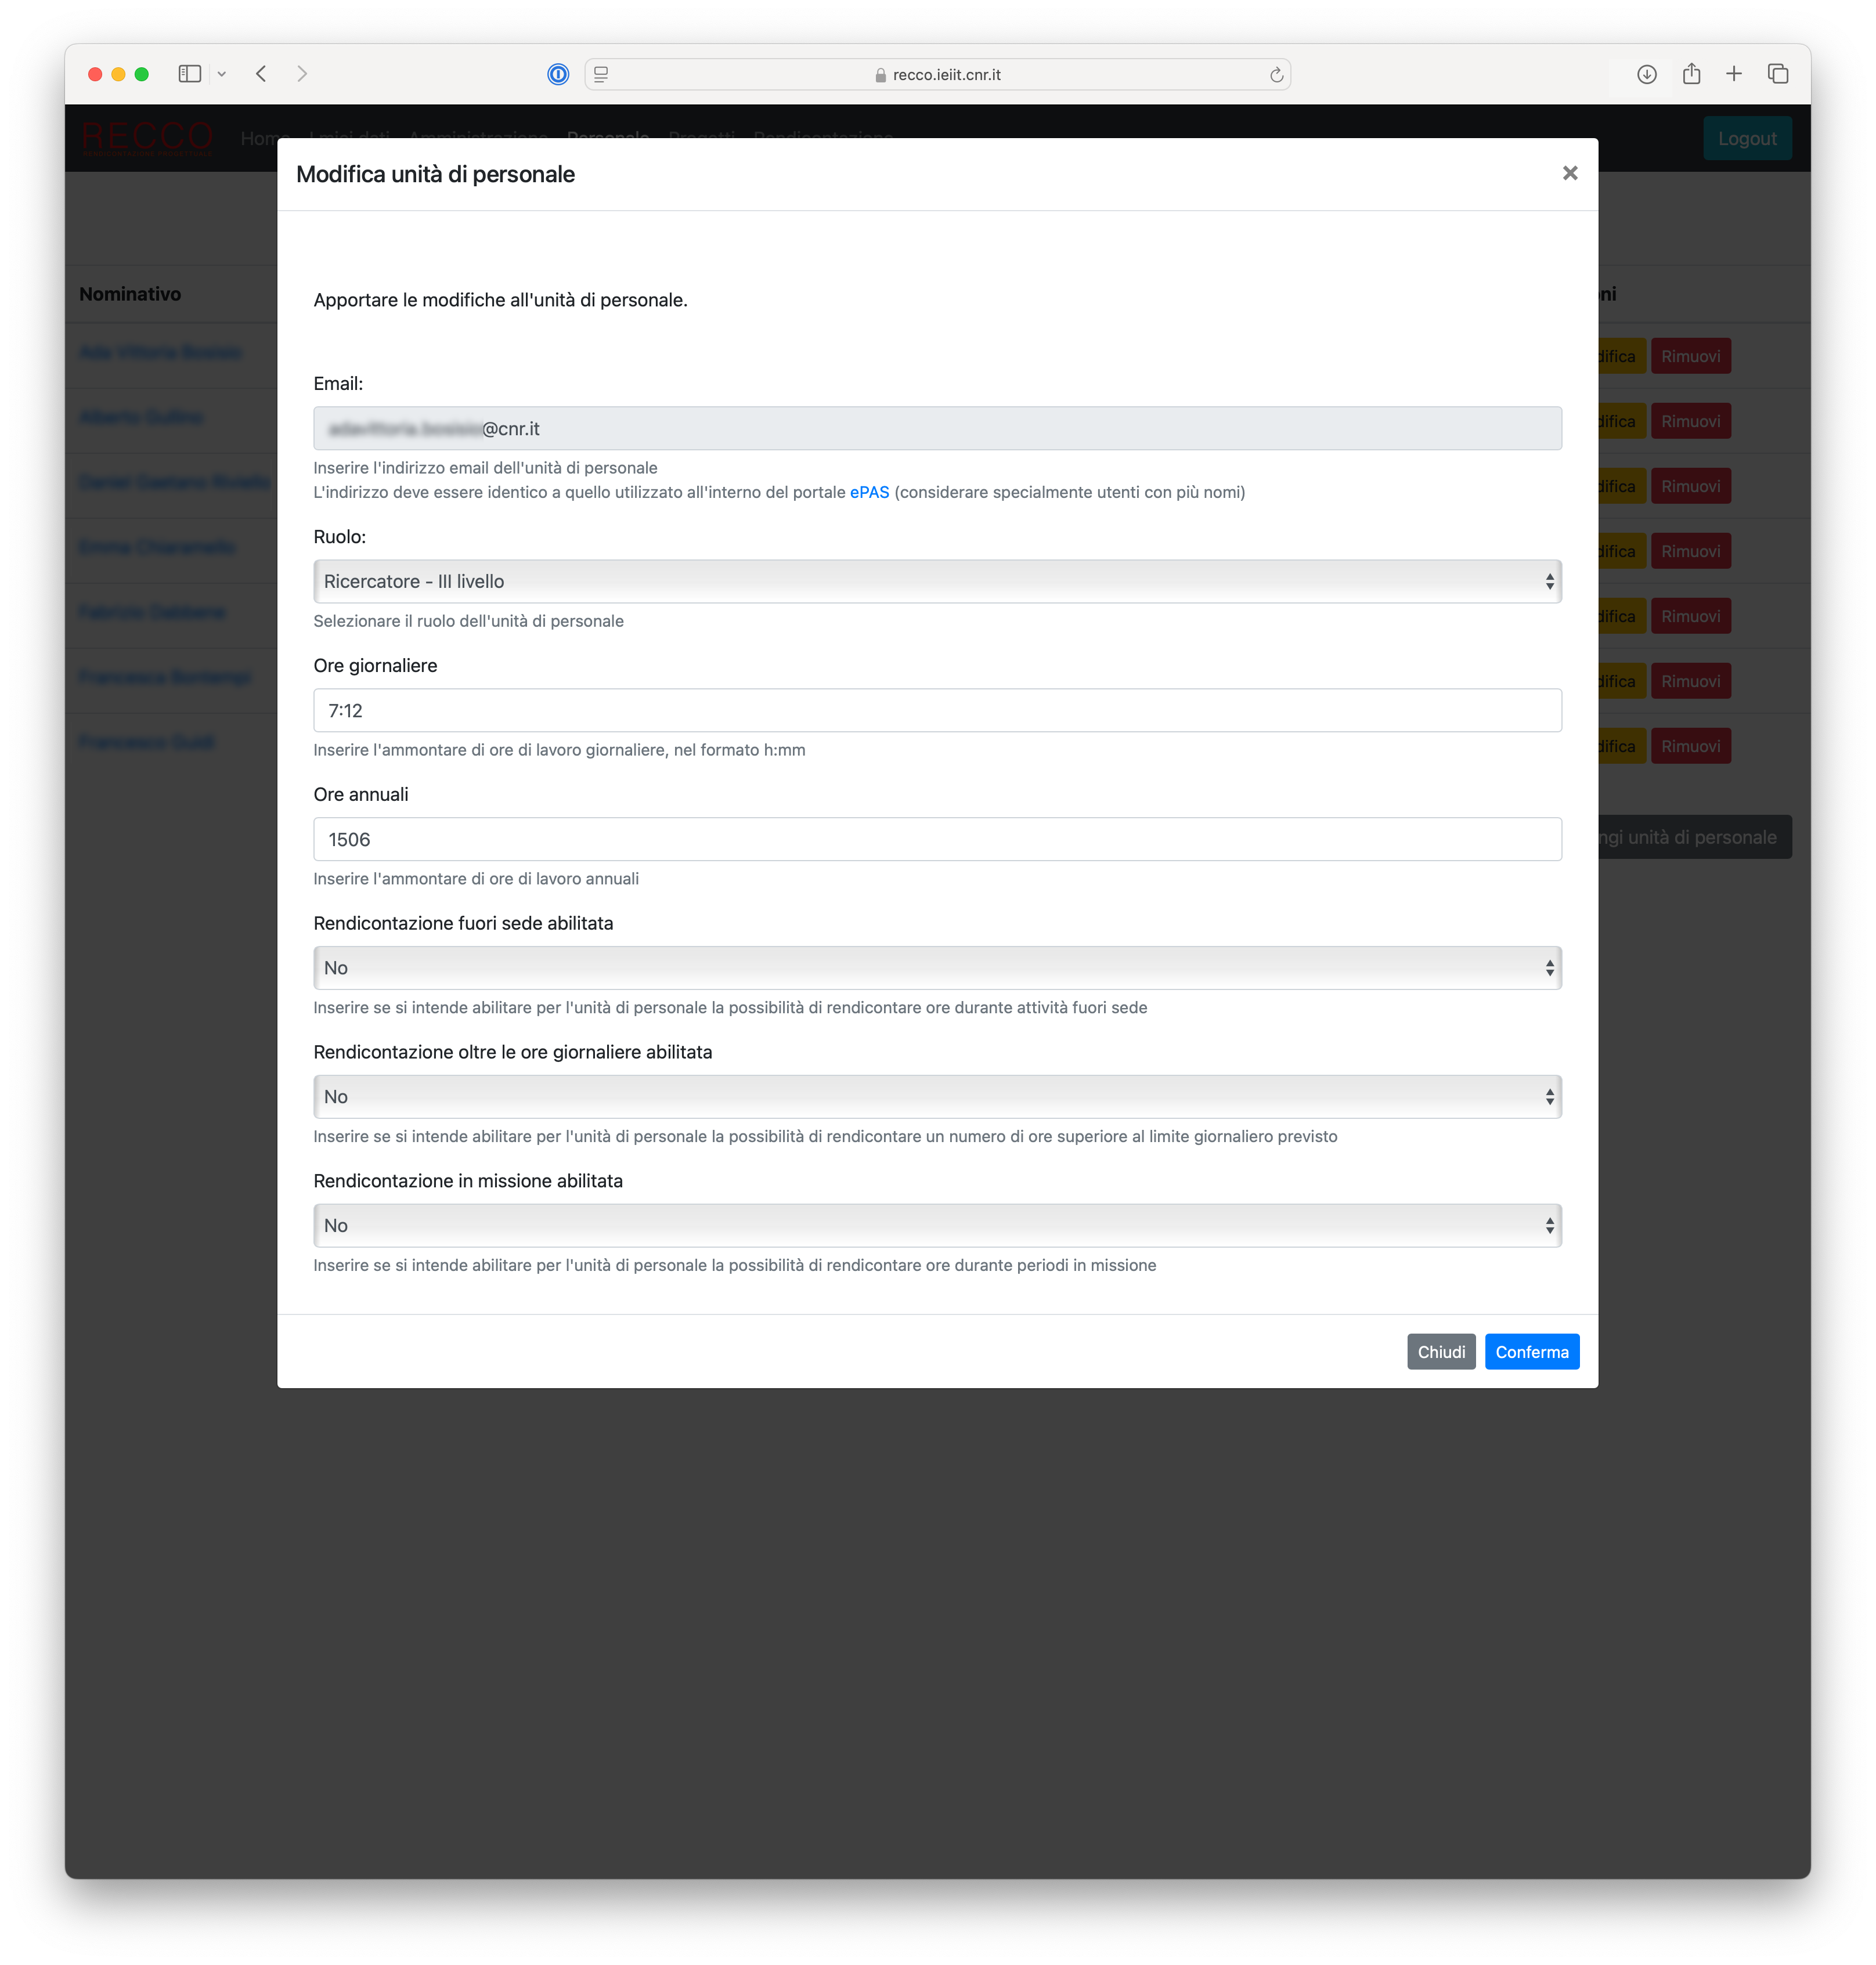 recco.ieiit.cnr.it
RECCO
Home I miei dati Amministrazione Personale Progetti Rendicontazione
Logout
Modifica unità di personale
×
Nominativo
Apportare le modifiche all'unità di personale.
Email:
@cnr.it
Inserire l'indirizzo email dell'unità di personale
L'indirizzo deve essere identico a quello utilizzato all'interno del portale ePAS (considerare specialmente utenti con più nomi)
Ruolo:
Ricercatore - III livello
Selezionare il ruolo dell'unità di personale
Ore giornaliere
7:12
Inserire l'ammontare di ore di lavoro giornaliere, nel formato h:mm
Ore annuali
1506
Inserire l'ammontare di ore di lavoro annuali
Rendicontazione fuori sede abilitata
No
Inserire se si intende abilitare per l'unità di personale la possibilità di rendicontare ore durante attività fuori sede
Rendicontazione oltre le ore giornaliere abilitata
No
Inserire se si intende abilitare per l'unità di personale la possibilità di rendicontare un numero di ore superiore al limite giornaliero previsto
Rendicontazione in missione abilitata
No
Inserire se si intende abilitare per l'unità di personale la possibilità di rendicontare ore durante periodi in missione
Chiudi Conferma
ni
difica Rimuovi
difica Rimuovi
difica Rimuovi
difica Rimuovi
difica Rimuovi
difica Rimuovi
difica Rimuovi
ngi unità di personale